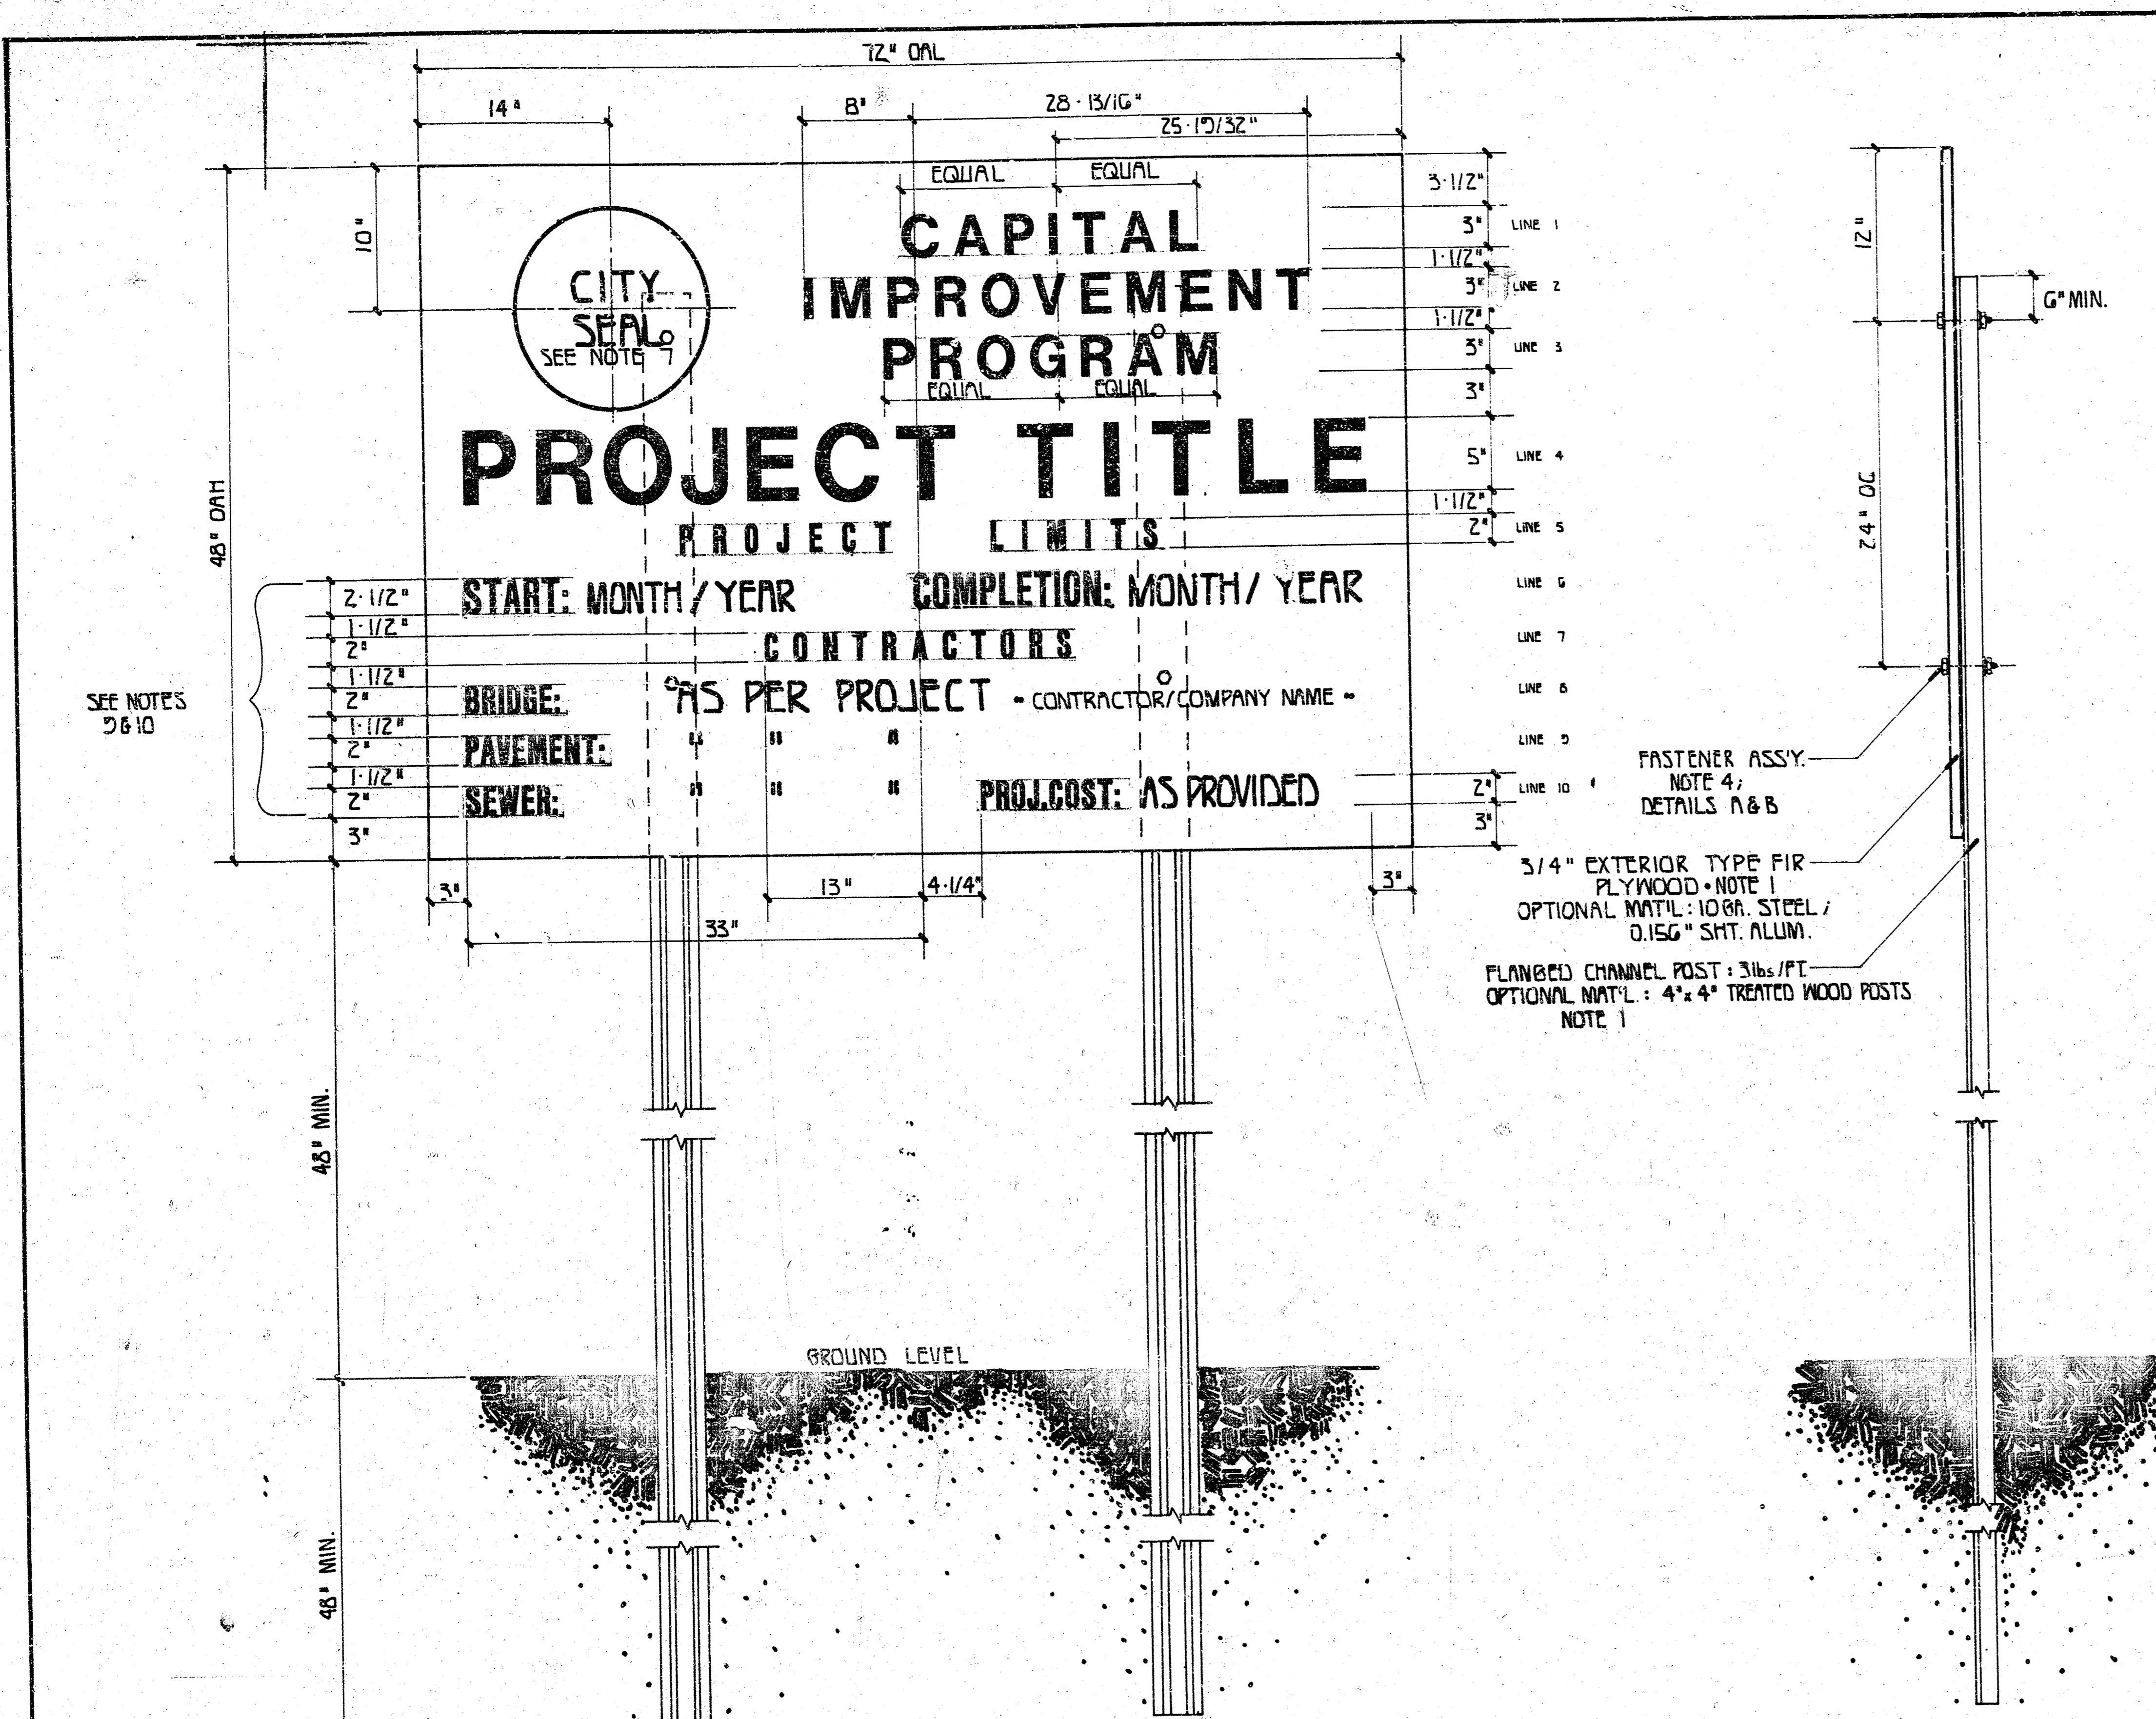 72" OAL
14"
8"
28-13/16"
25-19/32"
EQUAL
EQUAL
3-1/2"
10"
CITY
SEAL
SEE NOTE 7
CAPITAL
3"
LINE 1
1-1/2"
IMPROVEMENT
3"
LINE 2
1-1/2"
PROGRAM
3"
LINE 3
EQUAL
EQUAL
3"
48" OAH
PROJECT TITLE
5"
LINE 4
1-1/2"
PROJECT LIMITS
2"
LINE 5
2-1/2"
START: MONTH / YEAR
COMPLETION: MONTH / YEAR
LINE 6
1-1/2"
2"
CONTRACTORS
LINE 7
1-1/2"
SEE NOTES
9 & 10
2"
BRIDGE: AS PER PROJECT - CONTRACTOR/COMPANY NAME -
LINE 8
1-1/2"
2"
PAVEMENT: " " "
LINE 9
1-1/2"
2"
SEWER: " " "
PROJ.COST: AS PROVIDED
2"
LINE 10
3"
3"
3"
13"
4-1/4"
3"
33"
48" MIN.
GROUND LEVEL
48" MIN.
12"
6" MIN.
24" OC
FASTENER ASS'Y.
NOTE 4;
DETAILS A & B
3/4" EXTERIOR TYPE FIR
PLYWOOD • NOTE 1
OPTIONAL MAT'L : 10 GA. STEEL ;
0.156" SHT. ALUM.
FLANGED CHANNEL POST : 3lbs/FT.
OPTIONAL MAT'L. : 4" x 4" TREATED WOOD POSTS
NOTE 1